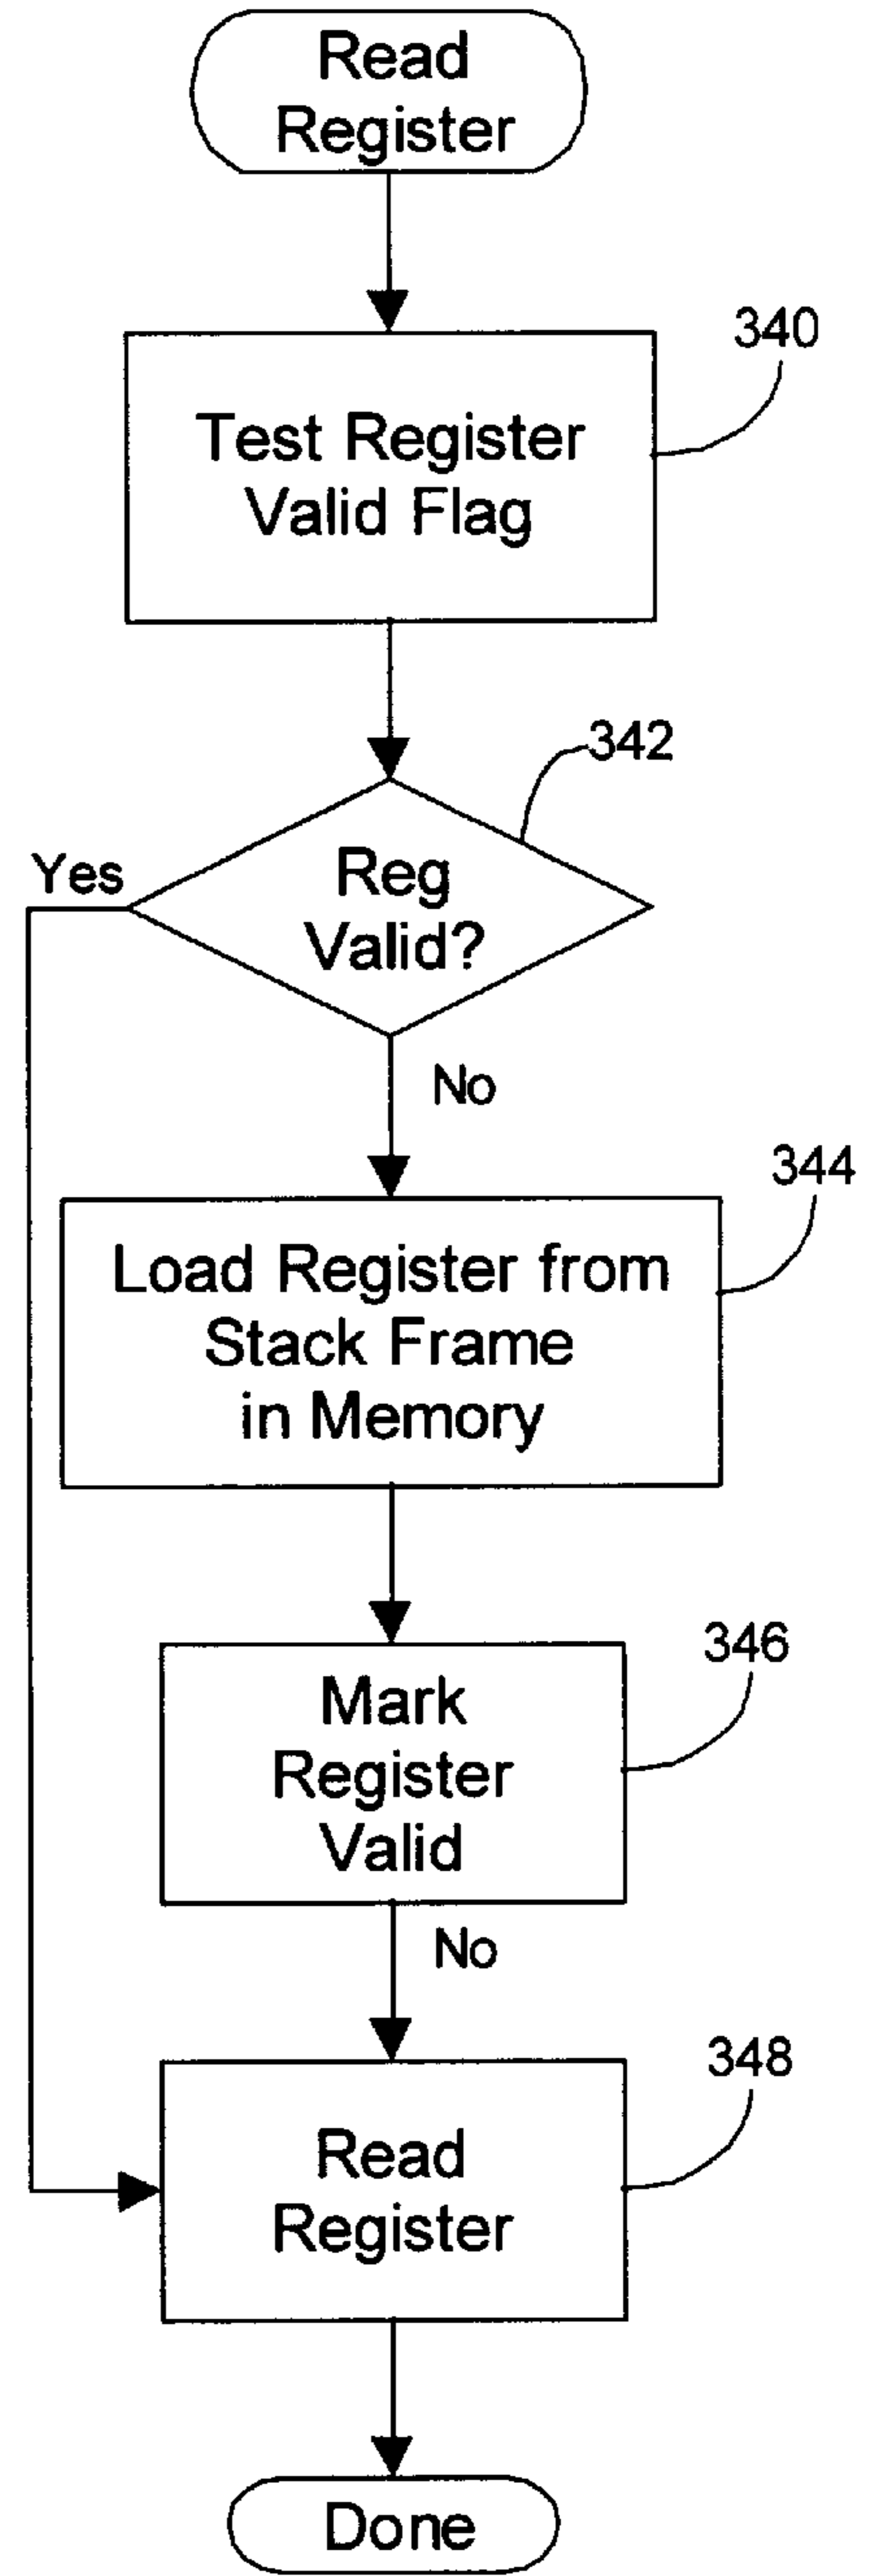 Read
Register
340
Test Register
Valid Flag
342
Yes
Reg
Valid?
No
344
Load Register from
Stack Frame
in Memory
346
Mark
Register
Valid
No
348
Read
Register
Done